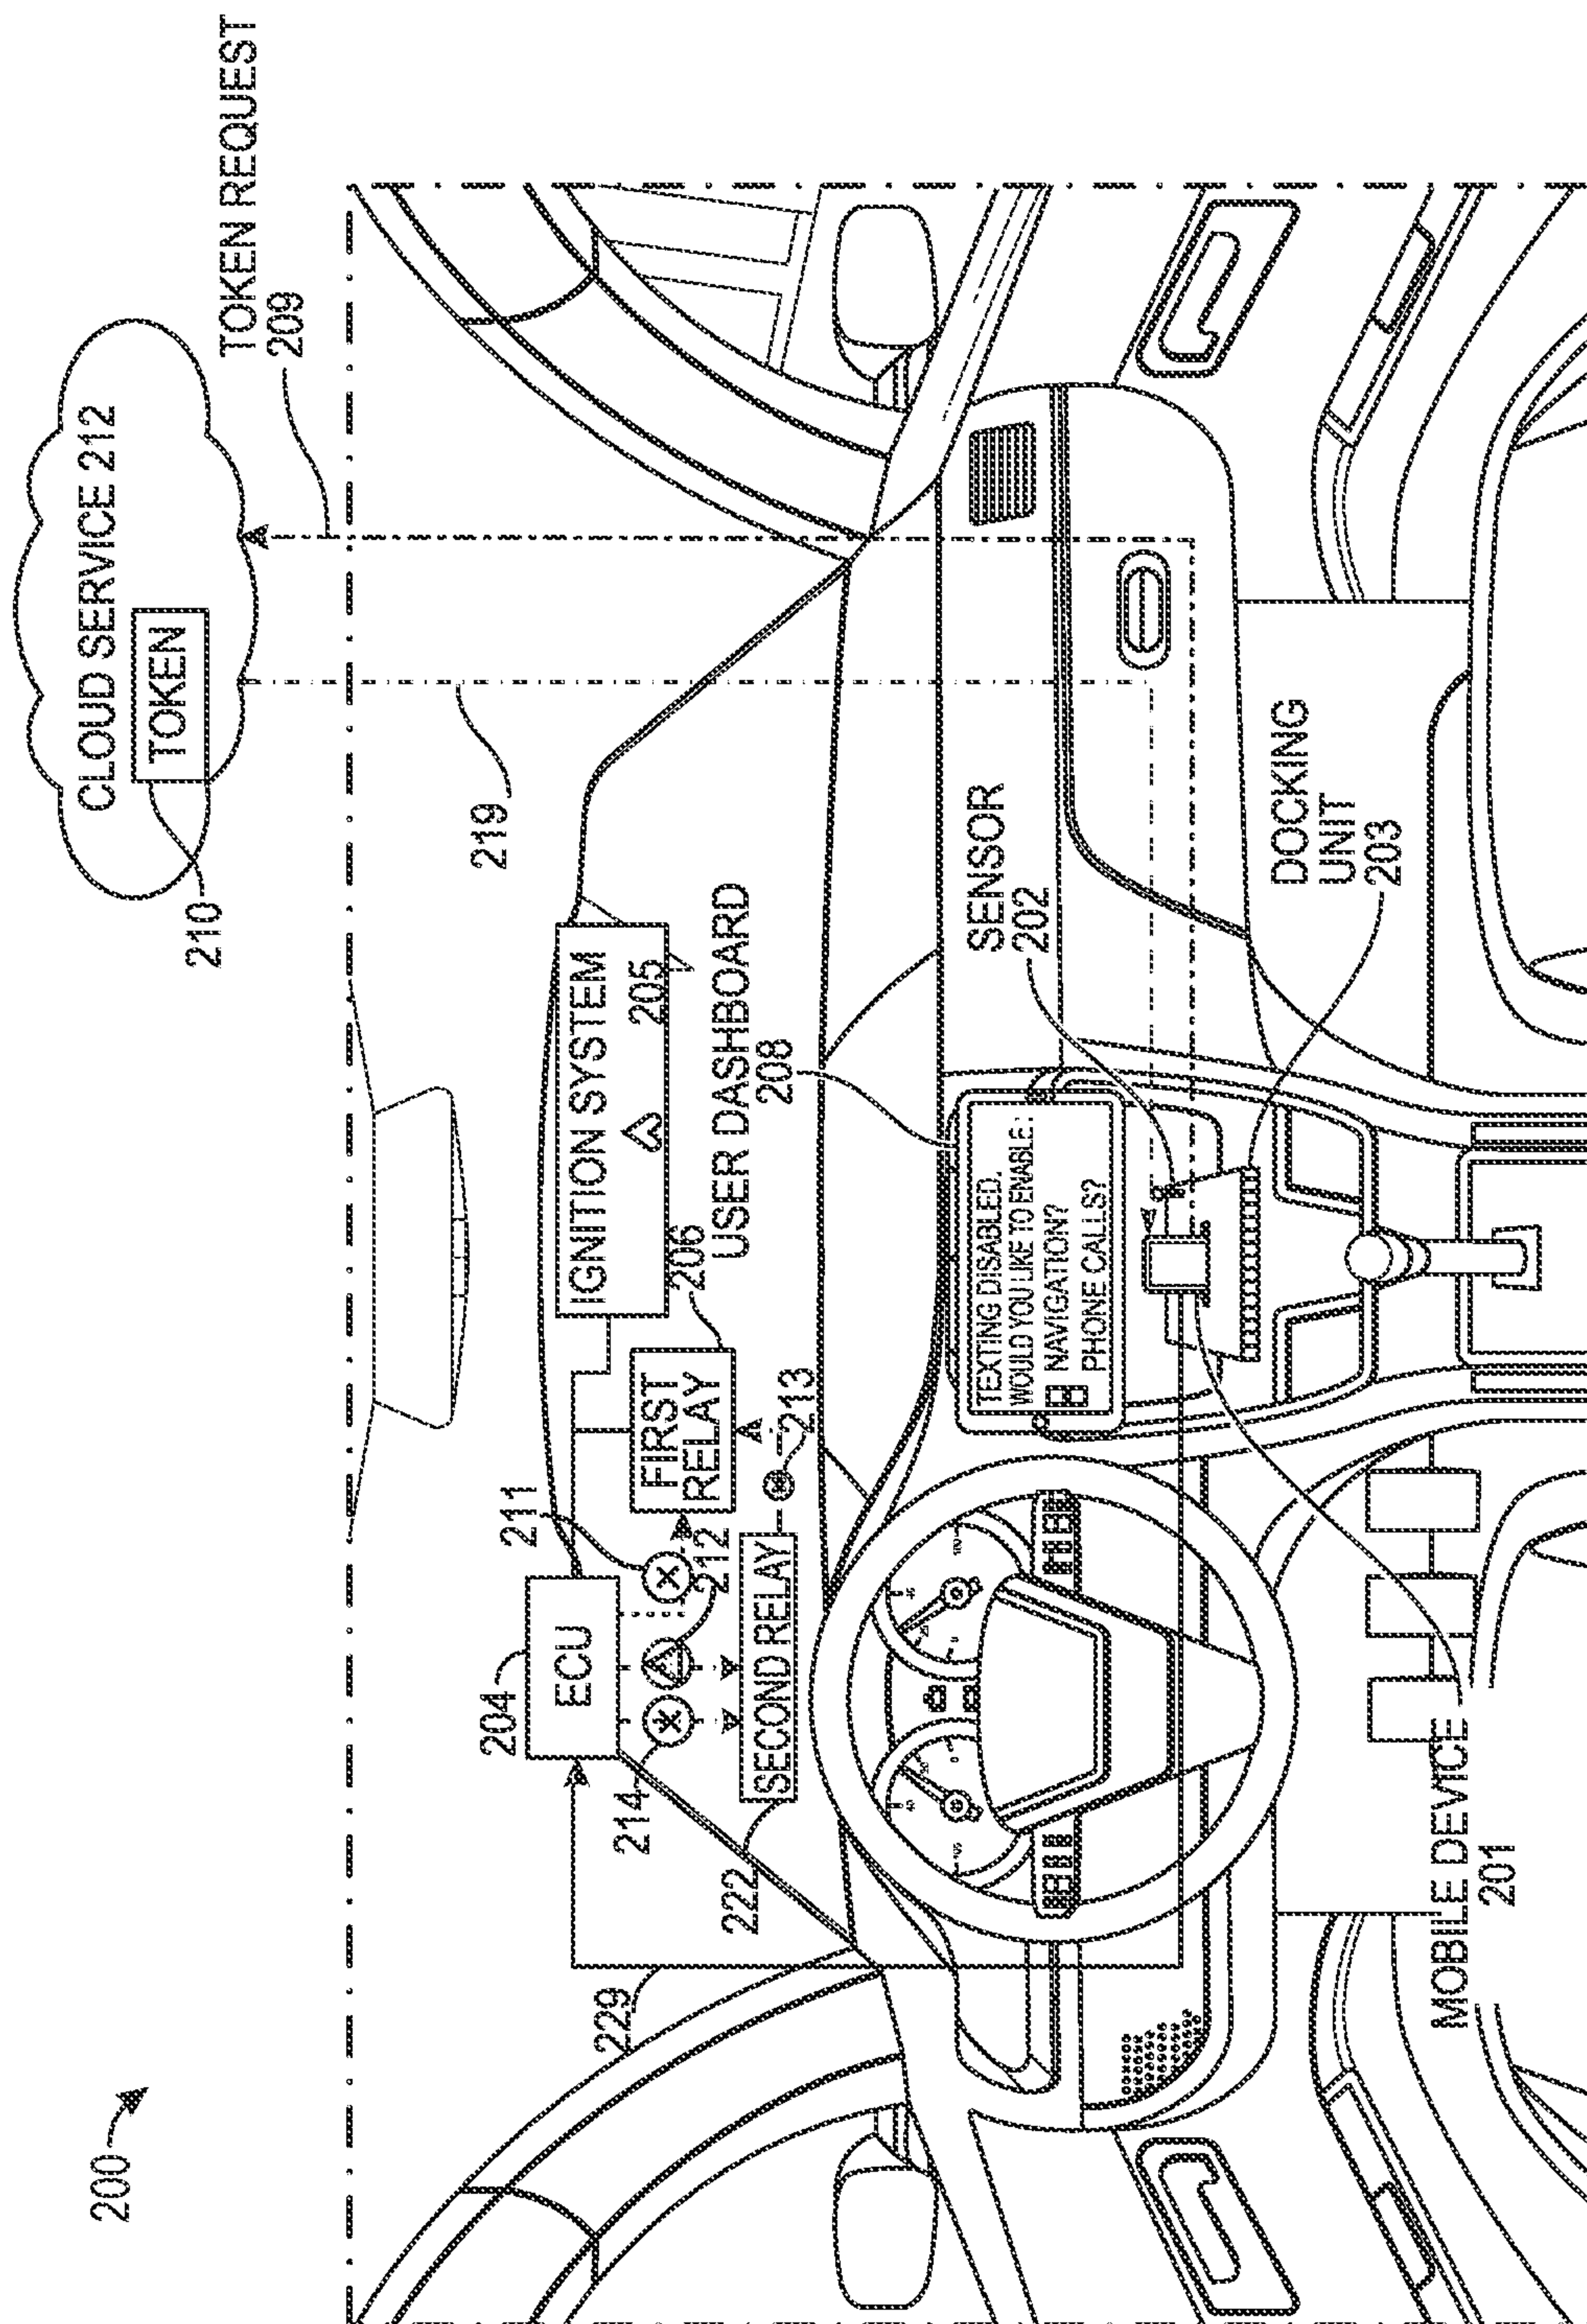 200
CLOUD SERVICE 212
TOKEN
210
TOKEN REQUEST
209
219
204
ECU
211
IGNITION SYSTEM
205
229
214
212
FIRST
RELAY
206
222
SECOND RELAY
213
USER DASHBOARD
208
SENSOR
202
TEXTING DISABLED.
WOULD YOU LIKE TO ENABLE:
NAVIGATION?
PHONE CALLS?
DOCKING
UNIT
203
MOBILE DEVICE
201